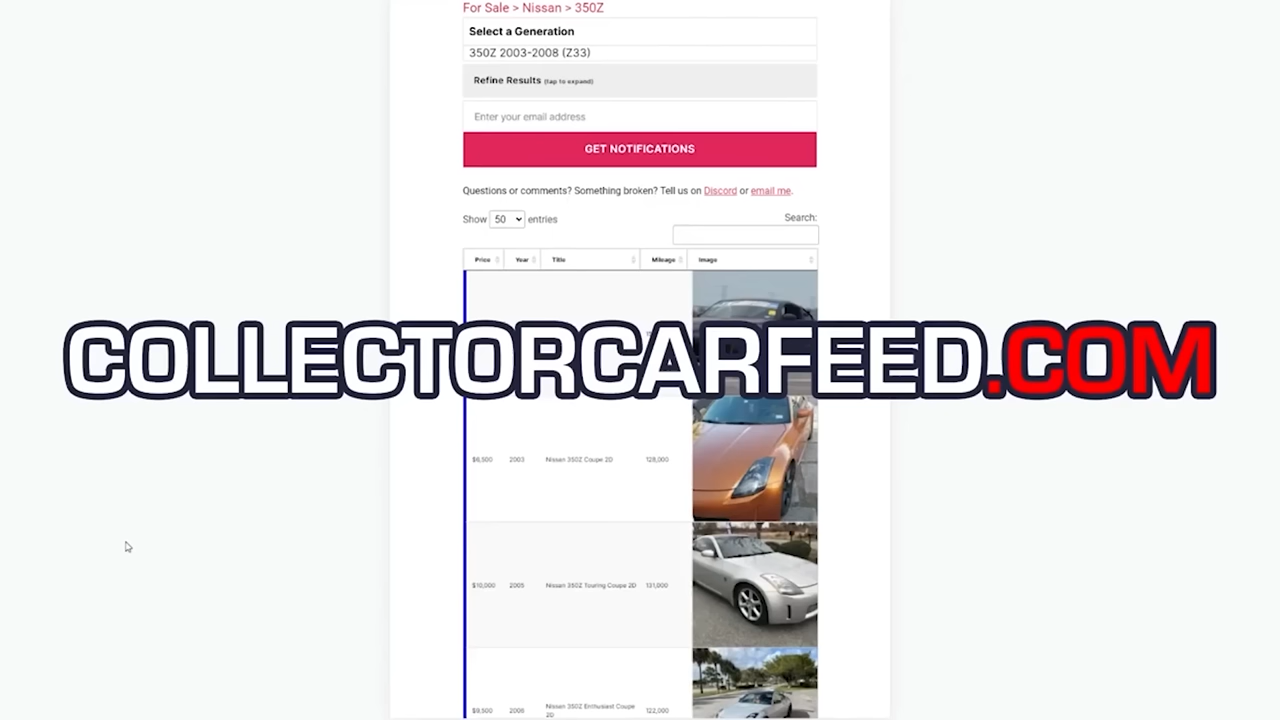 For Sale > Nissan > 350Z
Select a Generation
350Z 2003-2008 (Z33)
Refine Results (tap to expand)
Enter your email address
GET NOTIFICATIONS
Questions or comments? Something broken? Tell us on Discord or email me.
Show 50 entries
Search:
Price Year Title Mileage Image
COLLECTORCARFEED.COM
$6,500 2003 Nissan 350Z Coupe 2D 128,000
$10,000 2005 Nissan 350Z Touring Coupe 2D 131,000
$9,500 2006 Nissan 350Z Enthusiast Coupe 2D 122,000